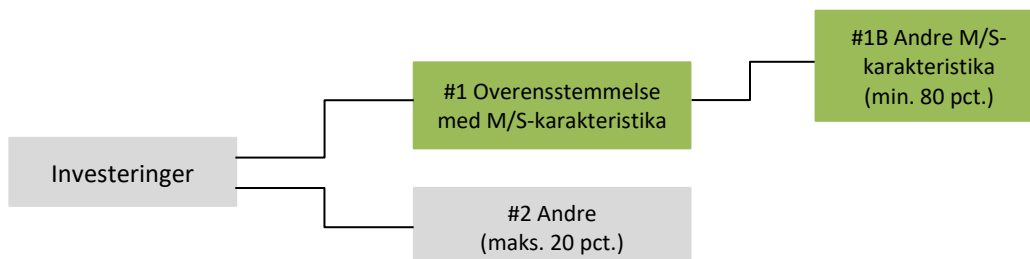 Investeringer
#1 Overensstemmelse
med M/S-karakteristika
#1B Andre M/S-
karakteristika
(min. 80 pct.)
#2 Andre
(maks. 20 pct.)